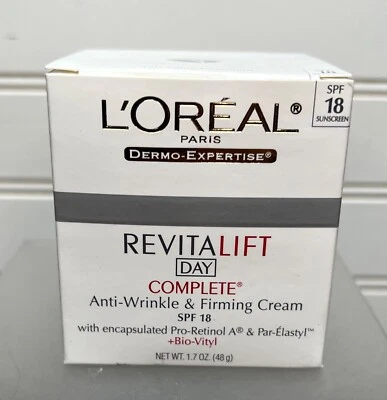 L'ORÉAL®
PARIS
DERMO-EXPERTISE®
SPF
18
SUNSCREEN
REVITALIFT
DAY
COMPLETE®
Anti-Wrinkle & Firming Cream
SPF 18
with encapsulated Pro-Retinol A® & Par-Élastyl™
+Bio-Vityl
NET WT. 1.7 OZ. (48g)